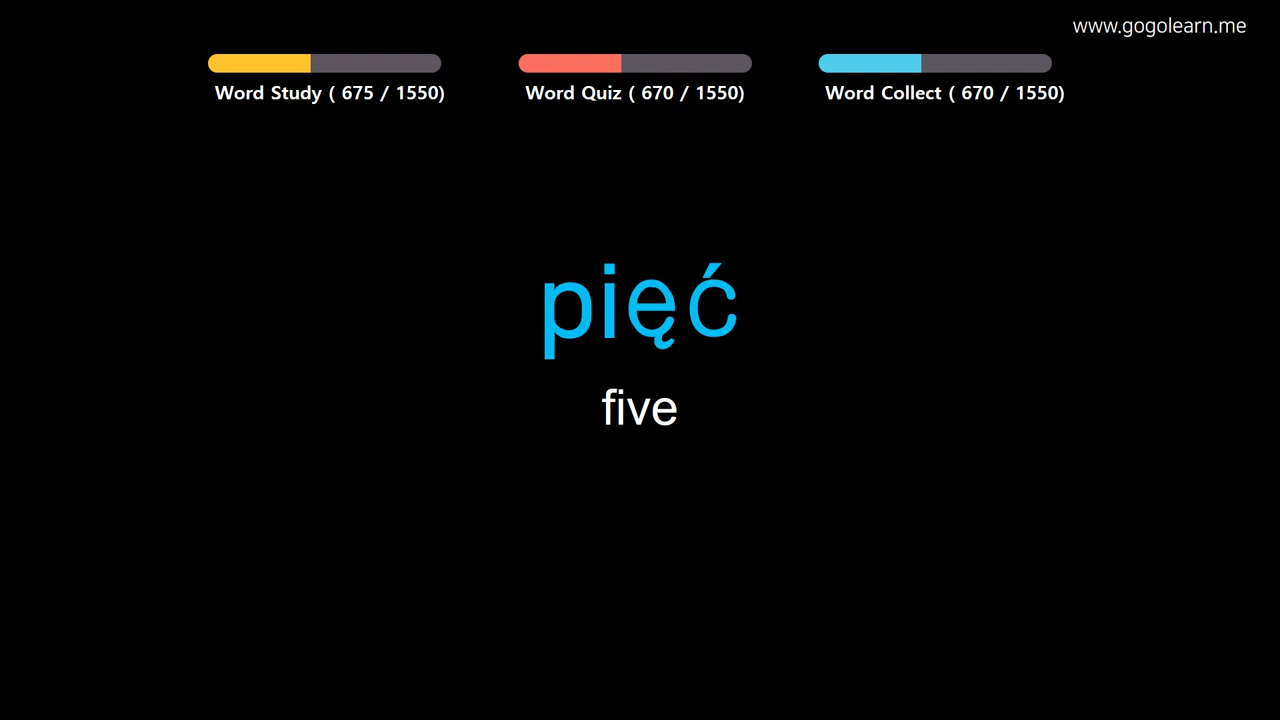 www.gogolearn.me
Word Study ( 675 / 1550)
Word Quiz ( 670 / 1550)
Word Collect ( 670 / 1550)
pięć
five